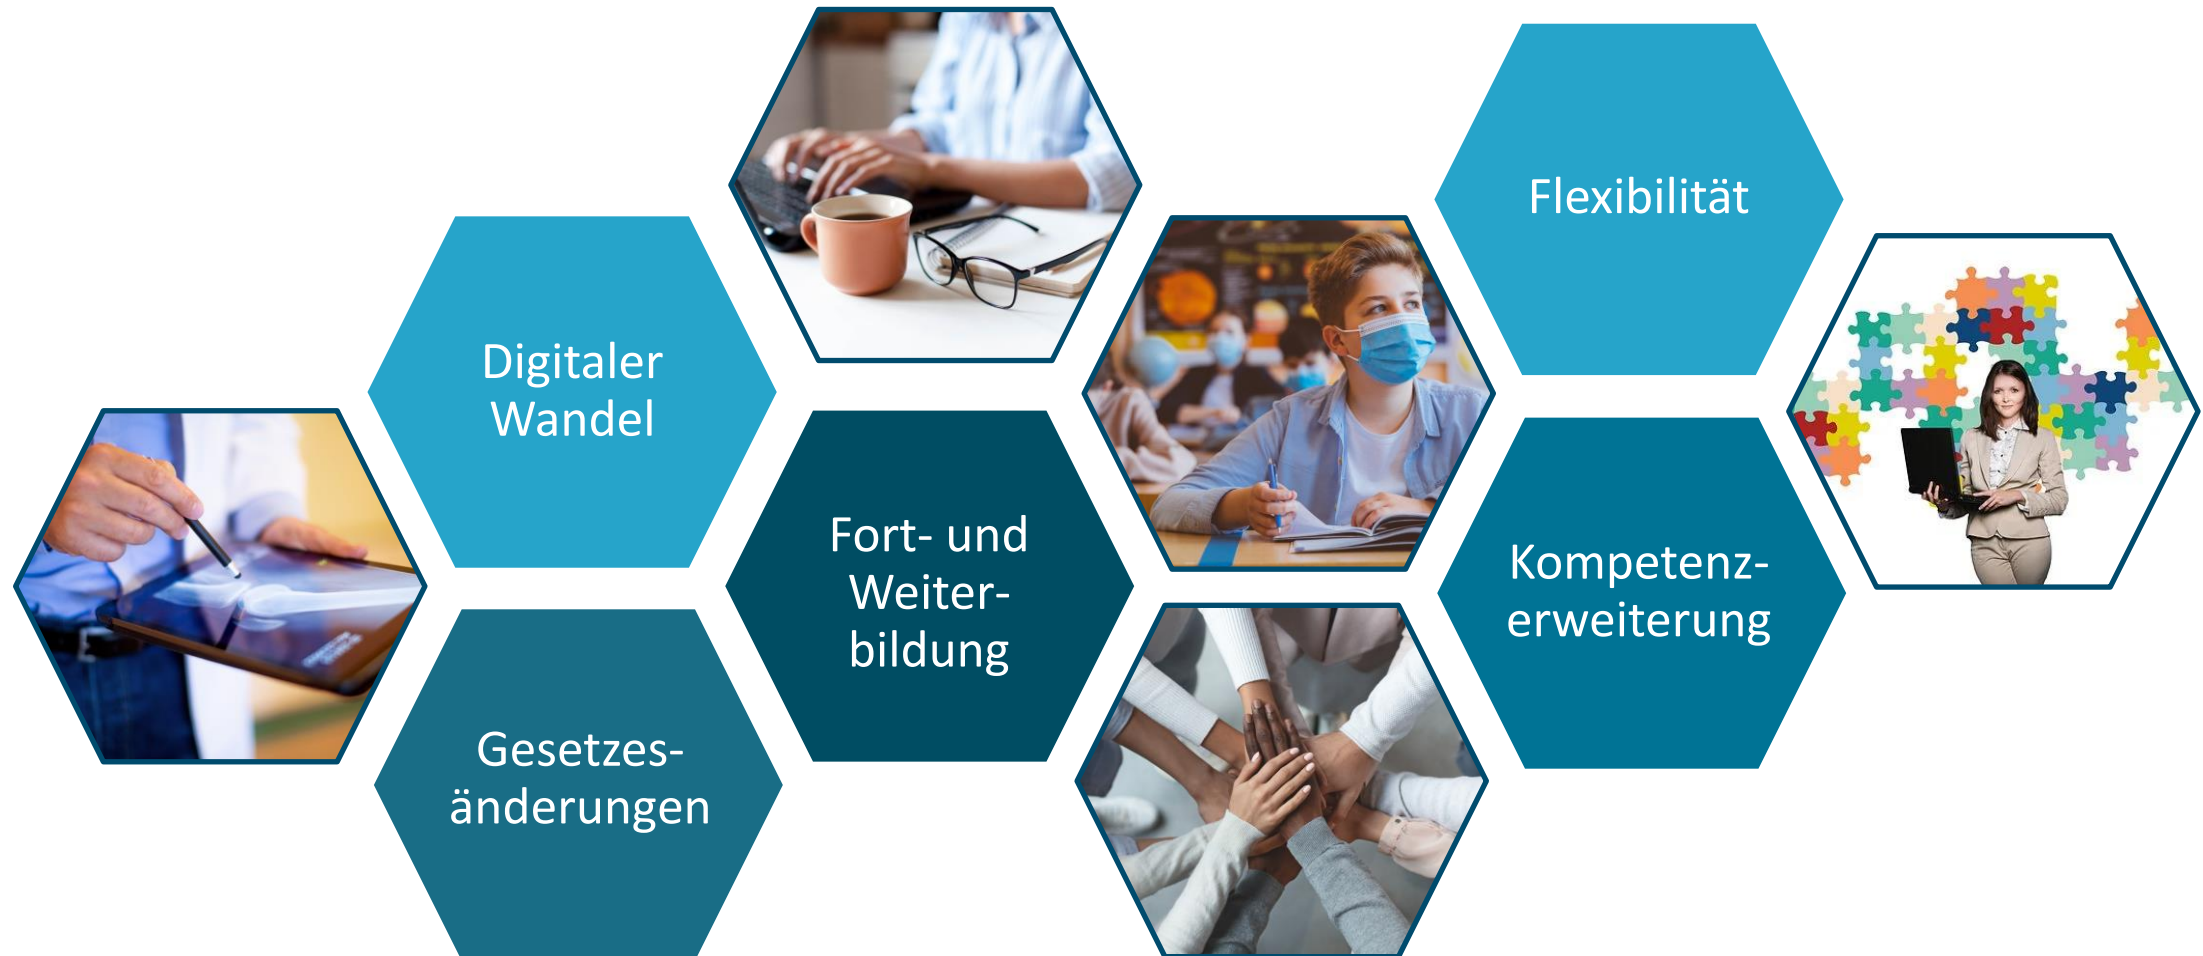 Digitaler
Wandel
Gesetzes-
änderungen
Fort- und
Weiter-
bildung
Flexibilität
Kompetenz-
erweiterung